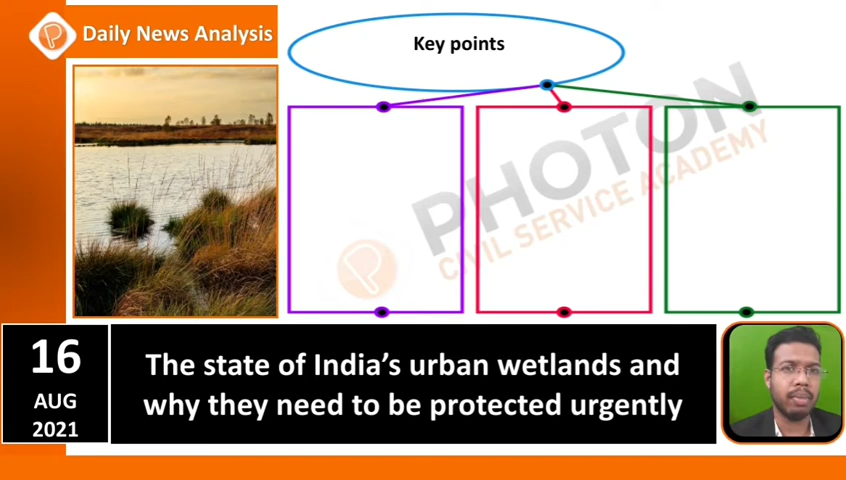 Daily News Analysis
Key points
PHOTON
CIVIL SERVICE ACADEMY
16
AUG
2021
The state of India's urban wetlands and
why they need to be protected urgently